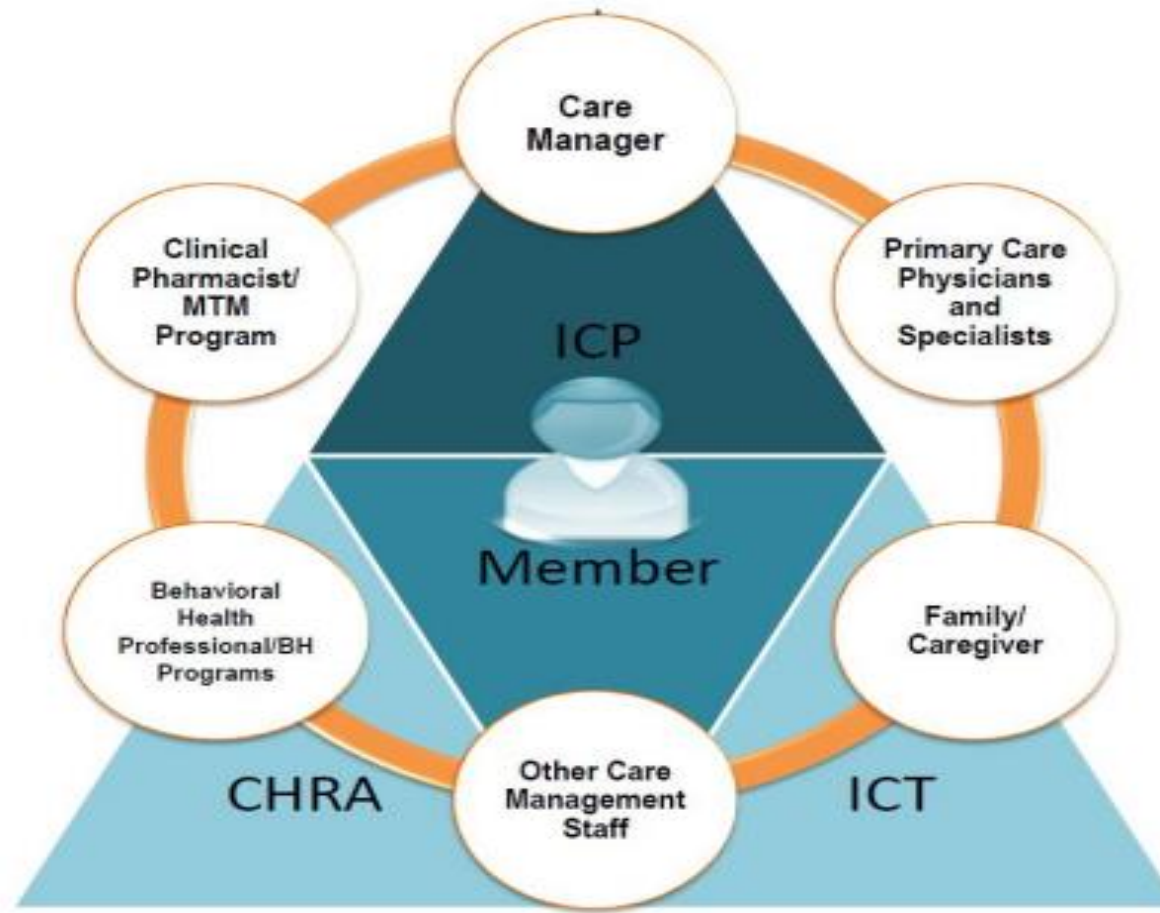 Care
Manager
Clinical
Pharmacist/
MTM
Program
Primary Care
Physicians
and
Specialists
ICP
Member
Behavioral
Health
Professional/BH
Programs
Family/
Caregiver
CHRA
Other Care
Management
Staff
ICT